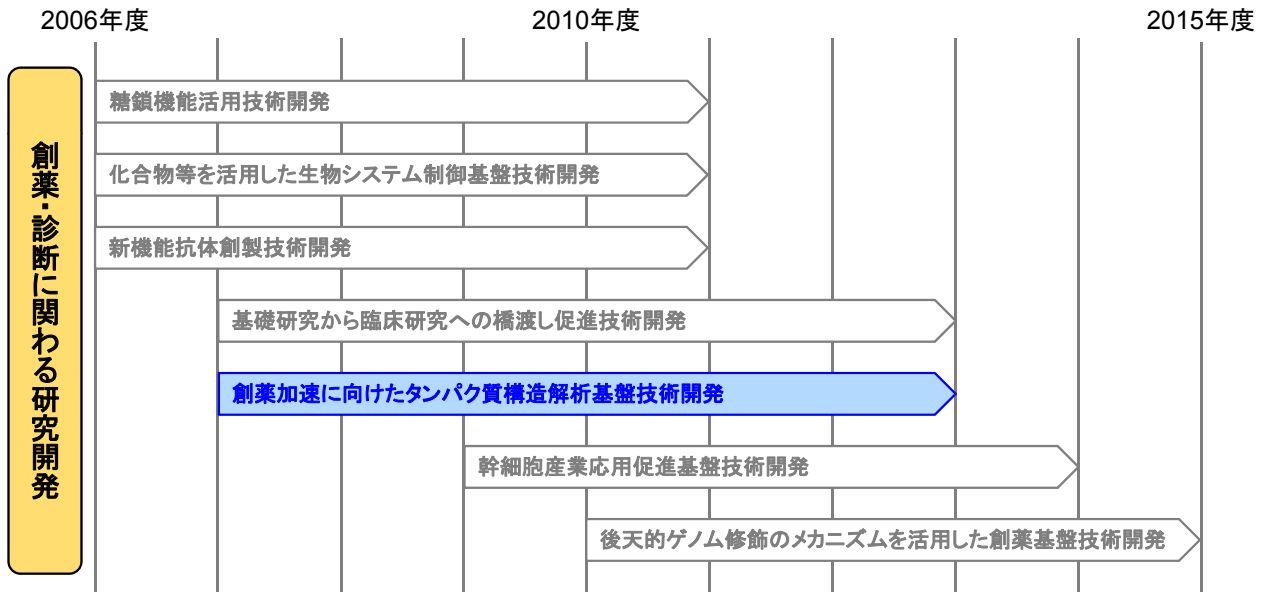 2006年度
2010年度
2015年度
創薬・診断に関わる研究開発
糖鎖機能活用技術開発
化合物等を活用した生物システム制御基盤技術開発
新機能抗体創製技術開発
基礎研究から臨床研究への橋渡し促進技術開発
創薬加速に向けたタンパク質構造解析基盤技術開発
幹細胞産業応用促進基盤技術開発
後天的ゲノム修飾のメカニズムを活用した創薬基盤技術開発